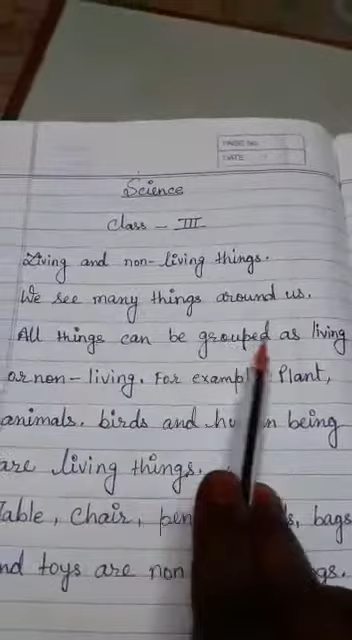 PAGE NO.
DATE
Science
Class - III
Living and non-living things.
We see many things around us.
All things can be grouped as living
or non-living. For example Plant,
animals, birds and being
are living things.
Table, Chair, pen bags
and toys are non